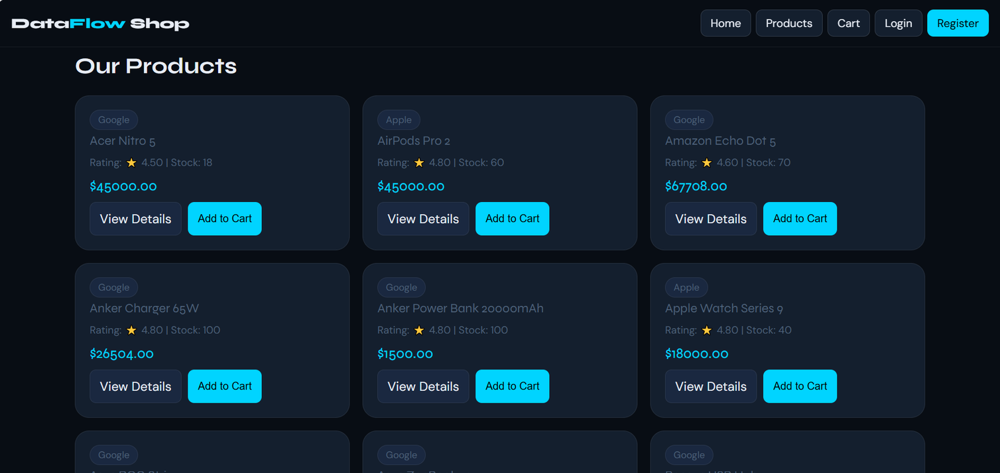 DataFlow Shop
Home Products Cart Login Register
Our Products
Google
Acer Nitro 5
Rating: ⭐ 4.50 | Stock: 18
$45000.00
View Details Add to Cart
Apple
AirPods Pro 2
Rating: ⭐ 4.80 | Stock: 60
$45000.00
View Details Add to Cart
Google
Amazon Echo Dot 5
Rating: ⭐ 4.60 | Stock: 70
$67708.00
View Details Add to Cart
Google
Anker Charger 65W
Rating: ⭐ 4.80 | Stock: 100
$26504.00
View Details Add to Cart
Google
Anker Power Bank 20000mAh
Rating: ⭐ 4.80 | Stock: 100
$1500.00
View Details Add to Cart
Apple
Apple Watch Series 9
Rating: ⭐ 4.80 | Stock: 40
$18000.00
View Details Add to Cart
Google
Google
Google